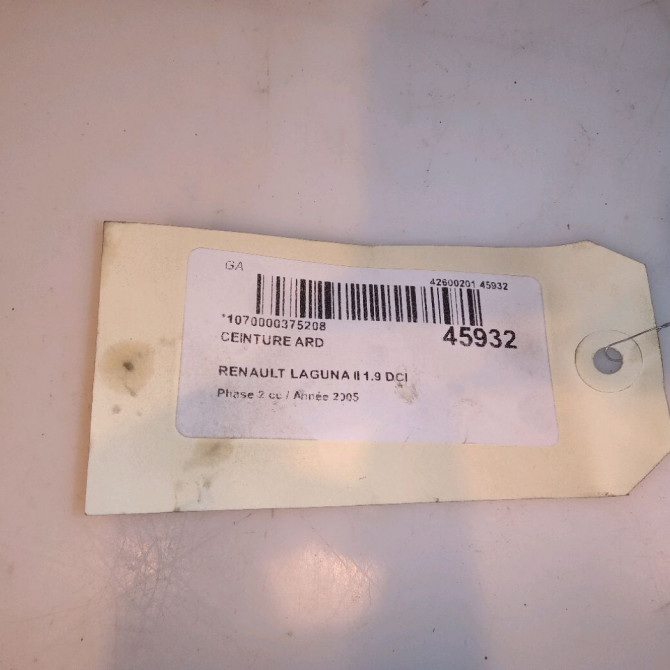 GA
42600201 45932
*1070000375208
45932
CEINTURE ARD
RENAULT LAGUNA II 1.9 DCI
Phase 2 cc / Année 2005